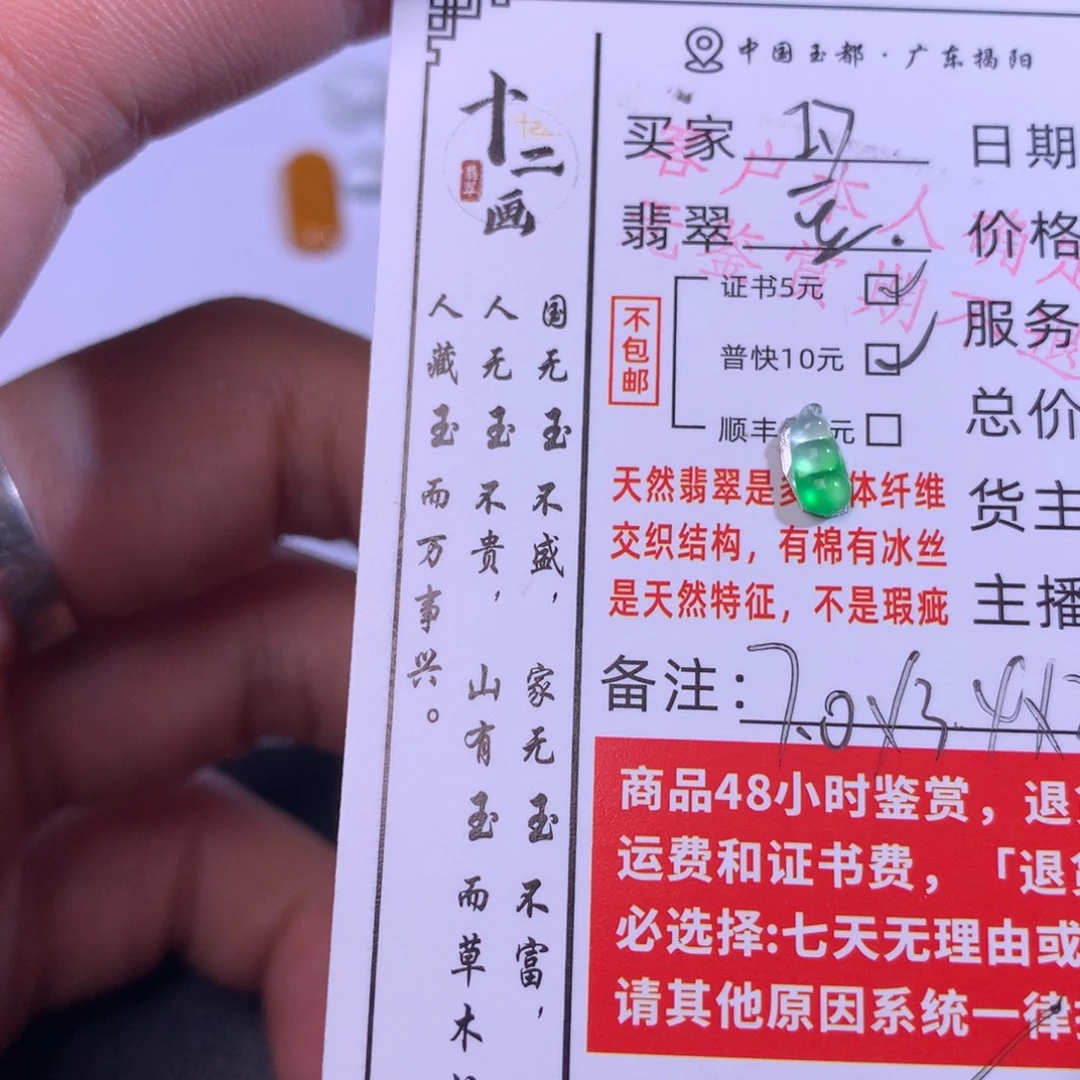 中国玉都·广东揭阳
十二画
翡翠
国无玉不盛，家无玉不富，
人无玉不贵，山有玉而草木
人藏玉而万事兴。
买家
日期
翡翠
价格
不包邮
证书5元
普快10元
顺丰 元
服务
总价
货主
主播
天然翡翠是 体纤维
交织结构，有棉有冰丝
是天然特征，不是瑕疵
备注：7.0X3.4X
商品48小时鉴赏，退
运费和证书费，「退
必选择:七天无理由或
请其他原因系统一律